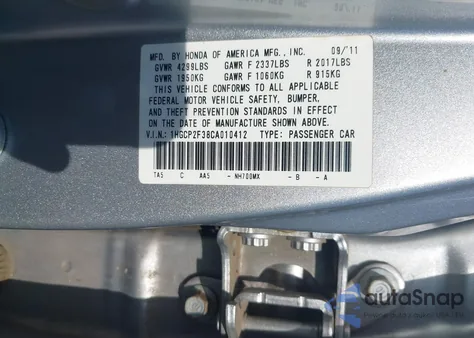 MFD. BY HONDA OF AMERICA MFG., INC. 09/'11
GVWR 4299LBS GAWR F 2337LBS R 2017LBS
GVWR 1950KG GAWR F 1060KG R 915KG
THIS VEHICLE CONFORMS TO ALL APPLICABLE
FEDERAL MOTOR VEHICLE SAFETY, BUMPER,
AND THEFT PREVENTION STANDARDS IN EFFECT
ON THE DATE OF MANUFACTURE SHOWN ABOVE.
V.I.N.: 1HGCP2F38CA010412 TYPE: PASSENGER CAR
TA5 C AA5 - NH700MX - B - A
autoSnap